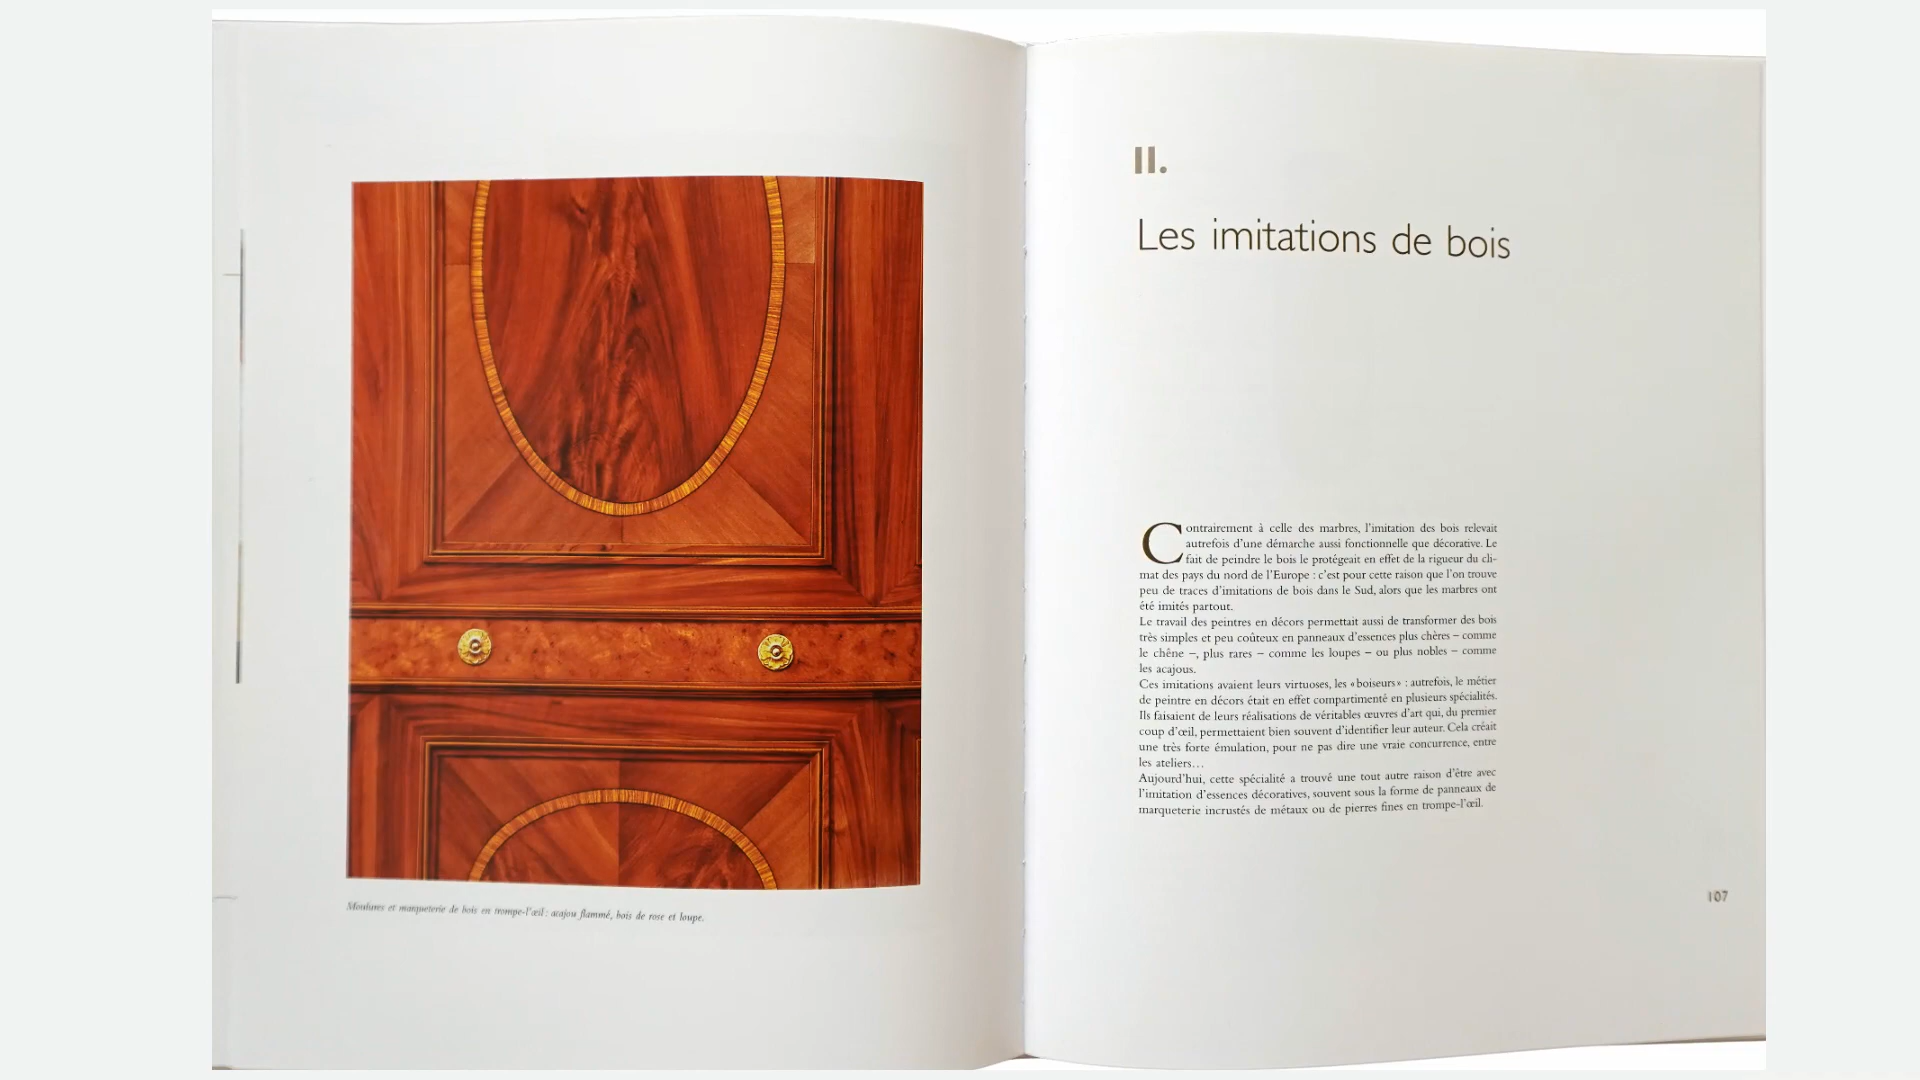 Moulures et marqueterie de bois en trompe-l'œil : acajou flammé, bois de rose et loupe.
II.
Les imitations de bois
Contrairement à celle des marbres, l'imitation des bois relevait
autrefois d'une démarche aussi fonctionnelle que décorative. Le
fait de peindre le bois le protégeait en effet de la rigueur du cli-
mat des pays du nord de l'Europe : c'est pour cette raison que l'on trouve
peu de traces d'imitations de bois dans le Sud, alors que les marbres ont
été imités partout.
Le travail des peintres en décors permettait aussi de transformer des bois
très simples et peu coûteux en panneaux d'essences plus chères – comme
le chêne –, plus rares – comme les loupes – ou plus nobles – comme
les acajous.
Ces imitations avaient leurs virtuoses, les « boiseurs » : autrefois, le métier
de peintre en décors était en effet compartimenté en plusieurs spécialités.
Ils faisaient de leurs réalisations de véritables œuvres d'art qui, du premier
coup d'œil, permettaient bien souvent d'identifier leur auteur. Cela créait
une très forte émulation, pour ne pas dire une vraie concurrence, entre
les ateliers…
Aujourd'hui, cette spécialité a trouvé une tout autre raison d'être avec
l'imitation d'essences décoratives, souvent sous la forme de panneaux de
marqueterie incrustés de métaux ou de pierres fines en trompe-l'œil.
107